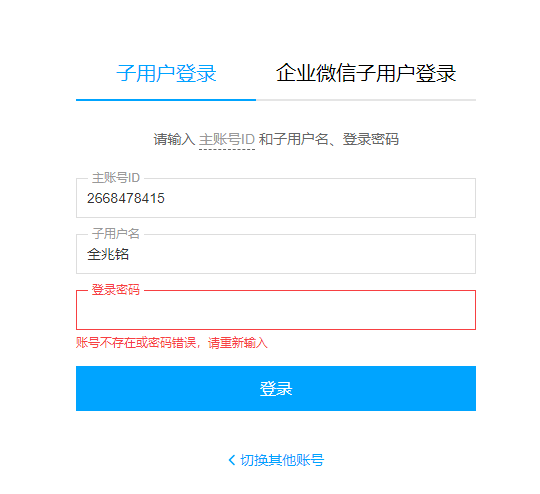 子用户登录 企业微信子用户登录
请输入 主账号ID 和子用户名、登录密码
主账号ID
2668478415
子用户名
全兆铭
登录密码
账号不存在或密码错误，请重新输入
登录
切换其他账号